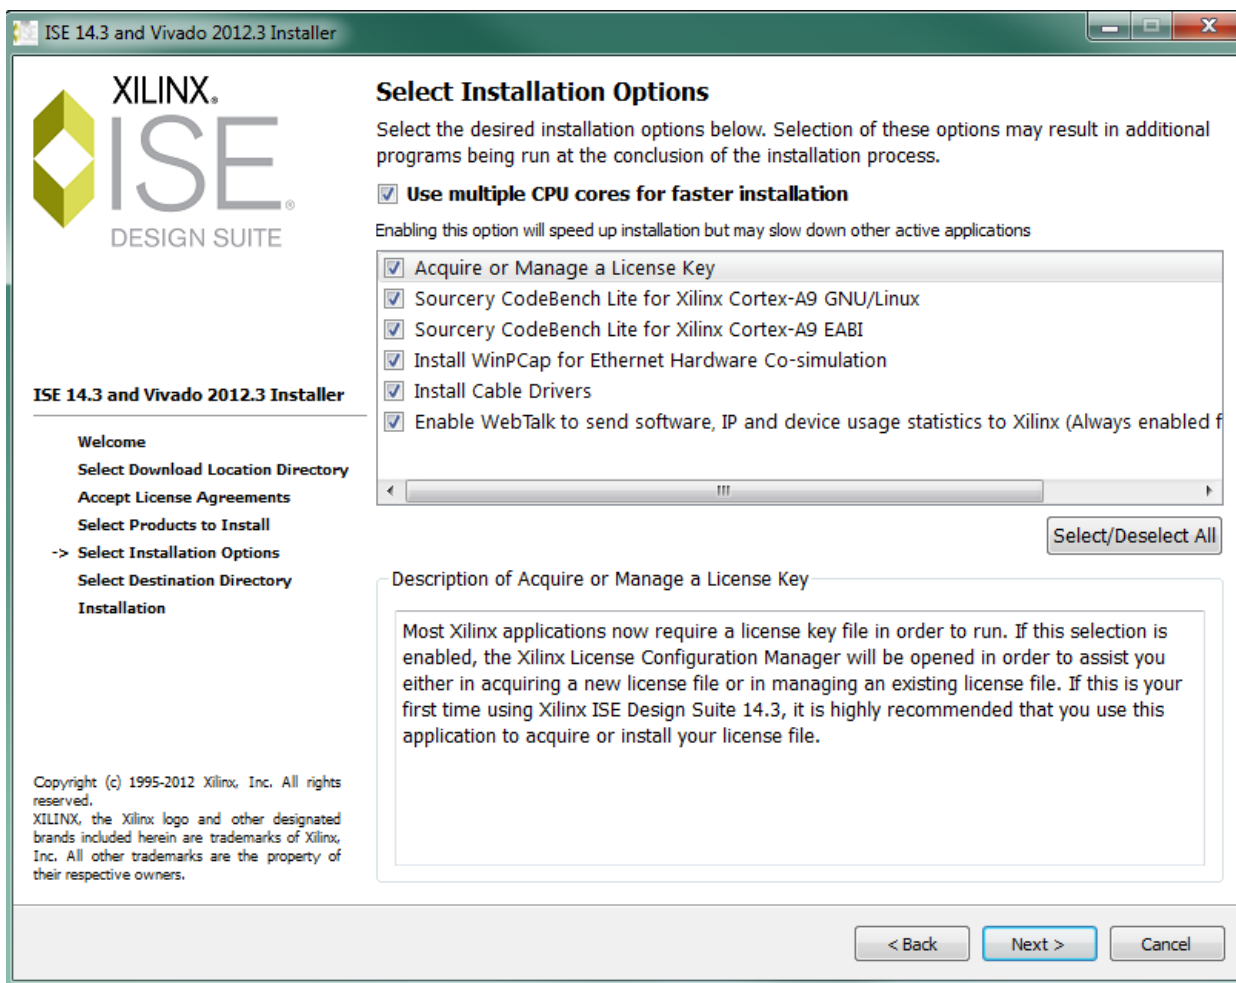 ISE 14.3 and Vivado 2012.3 Installer
XILINX®
ISE®
DESIGN SUITE
ISE 14.3 and Vivado 2012.3 Installer
Welcome
Select Download Location Directory
Accept License Agreements
Select Products to Install
-> Select Installation Options
Select Destination Directory
Installation
Copyright (c) 1995-2012 Xilinx, Inc. All rights
reserved.
XILINX, the Xilinx logo and other designated
brands included herein are trademarks of Xilinx,
Inc. All other trademarks are the property of
their respective owners.
Select Installation Options
Select the desired installation options below. Selection of these options may result in additional
programs being run at the conclusion of the installation process.
Use multiple CPU cores for faster installation
Enabling this option will speed up installation but may slow down other active applications
Acquire or Manage a License Key
Sourcery CodeBench Lite for Xilinx Cortex-A9 GNU/Linux
Sourcery CodeBench Lite for Xilinx Cortex-A9 EABI
Install WinPCap for Ethernet Hardware Co-simulation
Install Cable Drivers
Enable WebTalk to send software, IP and device usage statistics to Xilinx (Always enabled f
Select/Deselect All
Description of Acquire or Manage a License Key
Most Xilinx applications now require a license key file in order to run. If this selection is
enabled, the Xilinx License Configuration Manager will be opened in order to assist you
either in acquiring a new license file or in managing an existing license file. If this is your
first time using Xilinx ISE Design Suite 14.3, it is highly recommended that you use this
application to acquire or install your license file.
< Back
Next >
Cancel